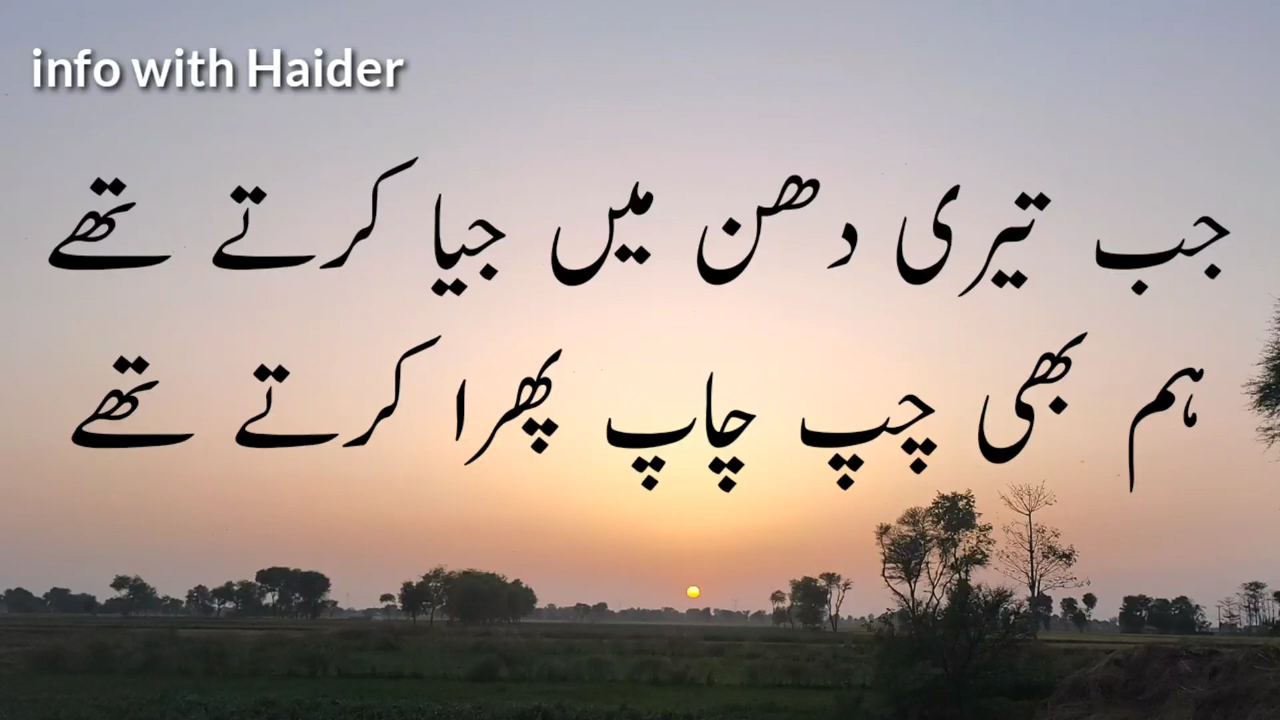 info with Haider
جب تیری دھن میں جیا کرتے تھے
ہم بھی چپ چاپ پھرا کرتے تھے